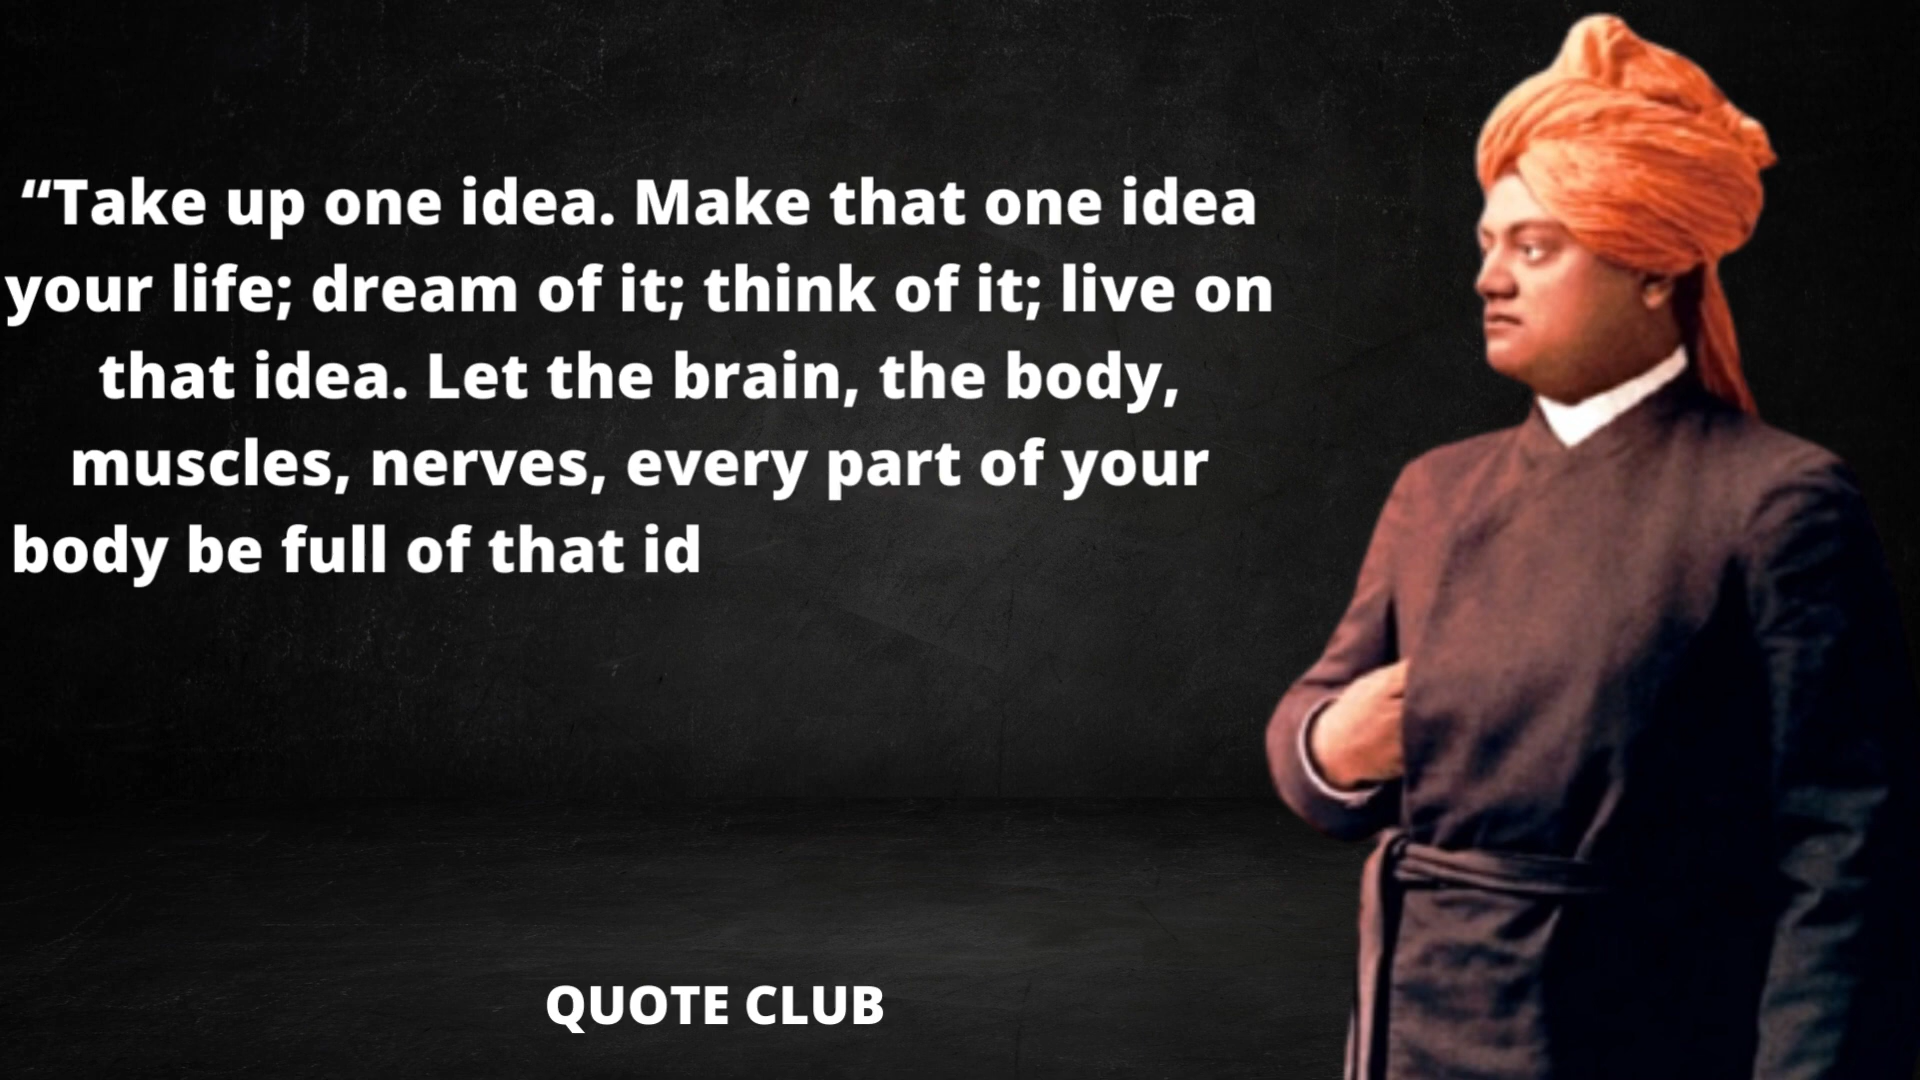 “Take up one idea. Make that one idea
your life; dream of it; think of it; live on
that idea. Let the brain, the body,
muscles, nerves, every part of your
body be full of that id
QUOTE CLUB